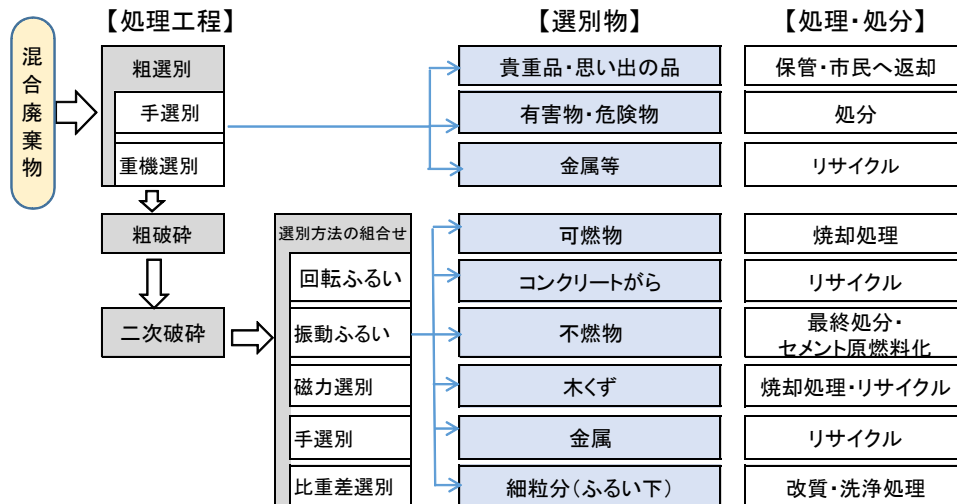 【処理工程】
【選別物】
【処理・処分】
混合廃棄物
粗選別
手選別
重機選別
貴重品・思い出の品
保管・市民へ返却
有害物・危険物
処分
金属等
リサイクル
粗破砕
二次破砕
選別方法の組合せ
回転ふるい
振動ふるい
磁力選別
手選別
比重差選別
可燃物
焼却処理
コンクリートがら
リサイクル
不燃物
最終処分・
セメント原燃料化
木くず
焼却処理・リサイクル
金属
リサイクル
細粒分(ふるい下)
改質・洗浄処理